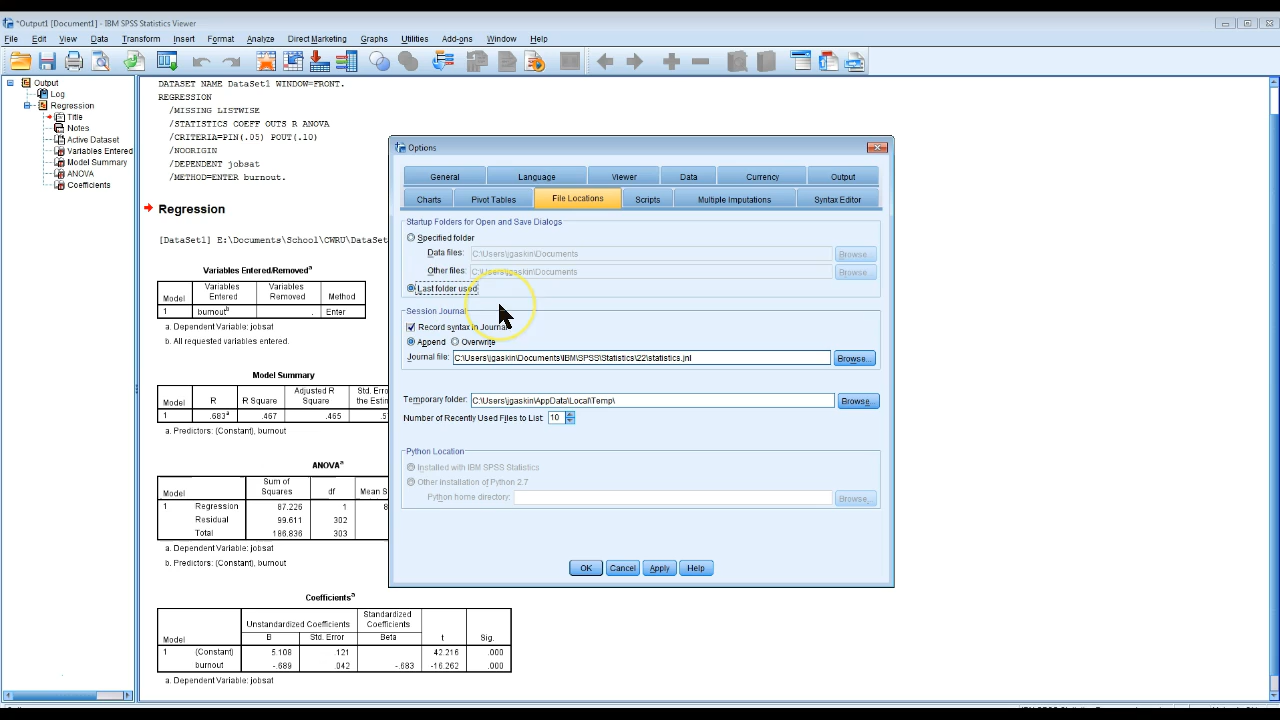 *Output1 [Document1] - IBM SPSS Statistics Viewer
File Edit View Data Transform Insert Format Analyze Direct Marketing Graphs Utilities Add-ons Window Help
Output
Log
Regression
Title
Notes
Active Dataset
Variables Entered
Model Summary
ANOVA
Coefficients
DATASET NAME DataSet1 WINDOW=FRONT.
REGRESSION
/MISSING LISTWISE
/STATISTICS COEFF OUTS R ANOVA
/CRITERIA=PIN(.05) POUT(.10)
/NOORIGIN
/DEPENDENT jobsat
/METHOD=ENTER burnout.
Regression
[DataSet1] E:\Documents\School\CWRU\DataSet
Variables Entered/Removedᵃ
Model Variables Entered Variables Removed Method
1 burnoutᵇ . Enter
a. Dependent Variable: jobsat
b. All requested variables entered.
Model Summary
Model R R Square Adjusted R Square Std. Erro the Estin
1 .683ᵃ .467 .465 .5
a. Predictors: (Constant), burnout
ANOVAᵃ
Model Sum of Squares df Mean S
1 Regression 87.226 1 8
Residual 99.611 302
Total 186.836 303
a. Dependent Variable: jobsat
b. Predictors: (Constant), burnout
Coefficientsᵃ
Model Unstandardized Coefficients Standardized Coefficients t Sig.
B Std. Error Beta
1 (Constant) 5.108 .121 42.216 .000
burnout -.689 .042 -.683 -16.262 .000
a. Dependent Variable: jobsat
Options
General Language Viewer Data Currency Output
Charts Pivot Tables File Locations Scripts Multiple Imputations Syntax Editor
Startup Folders for Open and Save Dialogs
Specified folder
Data files: C:\Users\jgaskin\Documents Browse...
Other files: C:\Users\jgaskin\Documents Browse...
Last folder used
Session Journal
Record syntax in Journal
Append Overwrite
Journal file: C:\Users\jgaskin\Documents\IBM\SPSS\Statistics\22\statistics.jnl Browse...
Temporary folder: C:\Users\jgaskin\AppData\Local\Temp\ Browse...
Number of Recently Used Files to List: 10
Python Location
Installed with IBM SPSS Statistics
Other installation of Python 2.7
Python home directory: Browse...
OK Cancel Apply Help